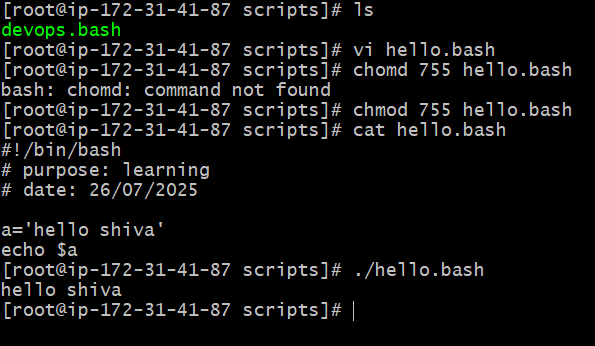 [root@ip-172-31-41-87 scripts]# ls
devops.bash
[root@ip-172-31-41-87 scripts]# vi hello.bash
[root@ip-172-31-41-87 scripts]# chomd 755 hello.bash
bash: chomd: command not found
[root@ip-172-31-41-87 scripts]# chmod 755 hello.bash
[root@ip-172-31-41-87 scripts]# cat hello.bash
#!/bin/bash
# purpose: learning
# date: 26/07/2025

a='hello shiva'
echo $a
[root@ip-172-31-41-87 scripts]# ./hello.bash
hello shiva
[root@ip-172-31-41-87 scripts]#